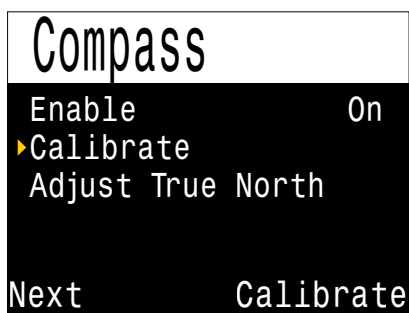 Compass
Enable On
Calibrate
Adjust True North
Next Calibrate